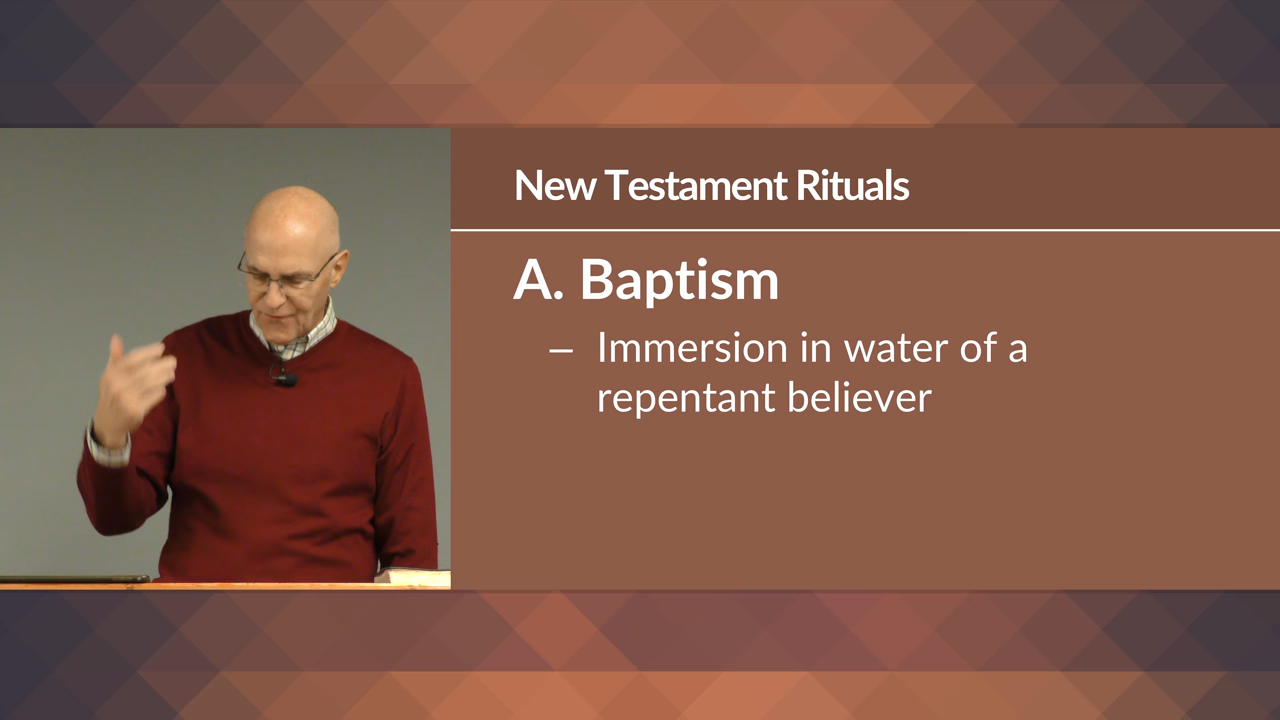 New Testament Rituals
A. Baptism
– Immersion in water of a
repentant believer